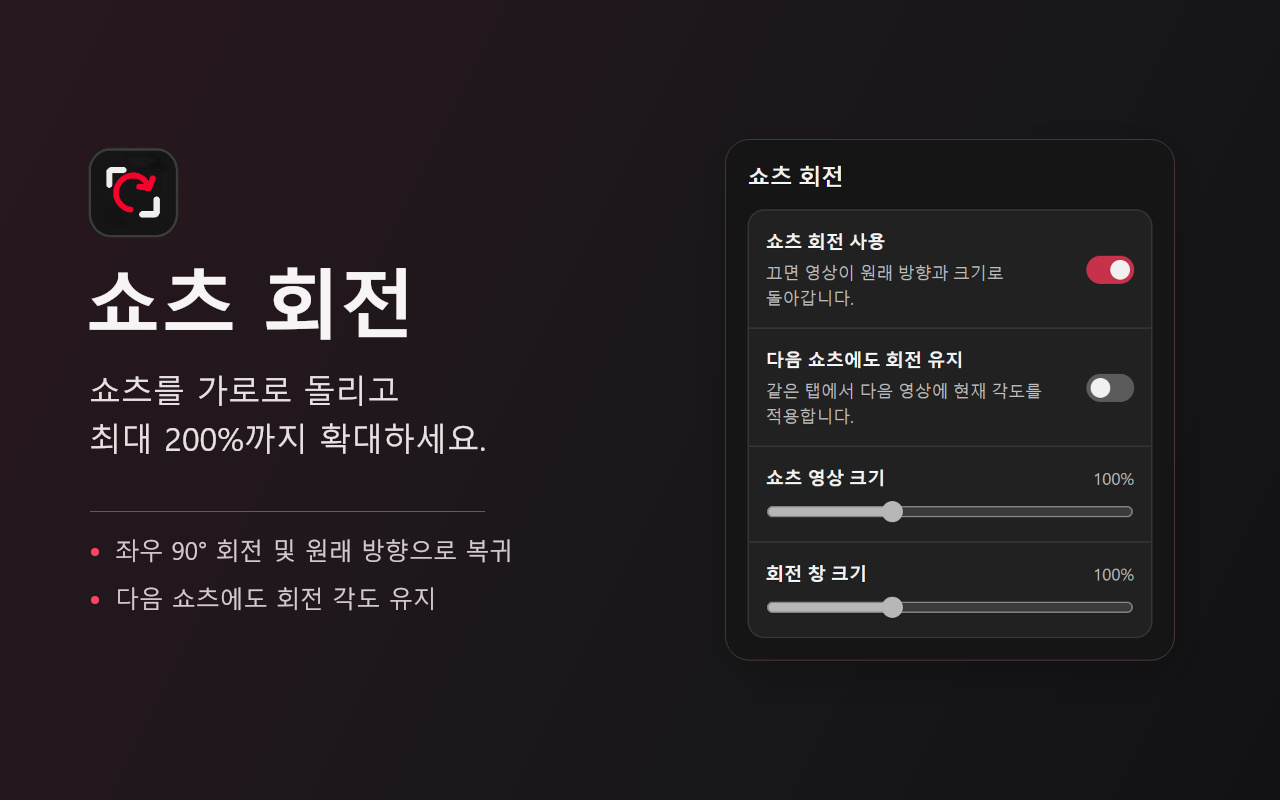 쇼츠 회전
쇼츠를 가로로 돌리고
최대 200%까지 확대하세요.
• 좌우 90° 회전 및 원래 방향으로 복귀
• 다음 쇼츠에도 회전 각도 유지
쇼츠 회전
쇼츠 회전 사용
끄면 영상이 원래 방향과 크기로
돌아갑니다.
다음 쇼츠에도 회전 유지
같은 탭에서 다음 영상에 현재 각도를
적용합니다.
쇼츠 영상 크기 100%
회전 창 크기 100%